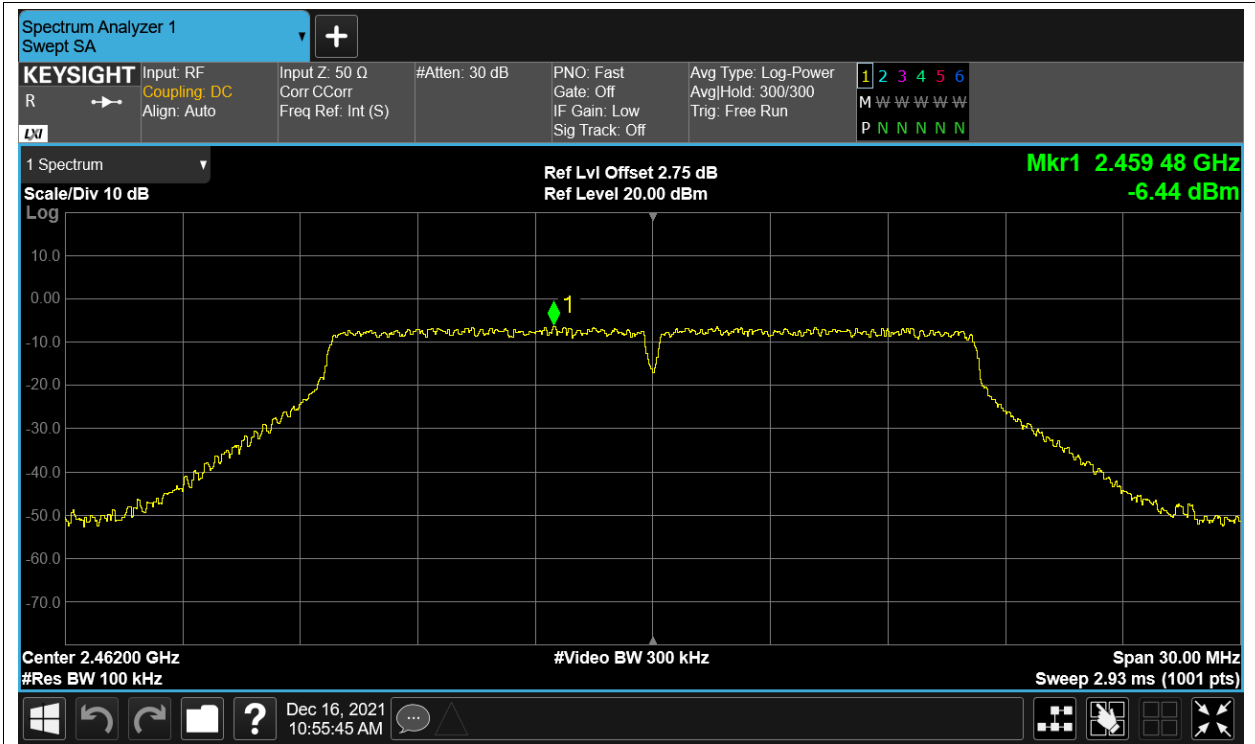 Spectrum Analyzer 1
Swept SA
+
KEYSIGHT
R
LXI
Input: RF
Coupling: DC
Align: Auto
Input Z: 50 Ω
Corr CCorr
Freq Ref: Int (S)
#Atten: 30 dB
PNO: Fast
Gate: Off
IF Gain: Low
Sig Track: Off
Avg Type: Log-Power
Avg|Hold: 300/300
Trig: Free Run
1 2 3 4 5 6
M W W W W W
P N N N N N
1 Spectrum
Scale/Div 10 dB
Log
Ref Lvl Offset 2.75 dB
Ref Level 20.00 dBm
Mkr1 2.459 48 GHz
-6.44 dBm
10.0
0.00
1
-10.0
-20.0
-30.0
-40.0
-50.0
-60.0
-70.0
Center 2.46200 GHz
#Res BW 100 kHz
#Video BW 300 kHz
Span 30.00 MHz
Sweep 2.93 ms (1001 pts)
?
Dec 16, 2021
10:55:45 AM